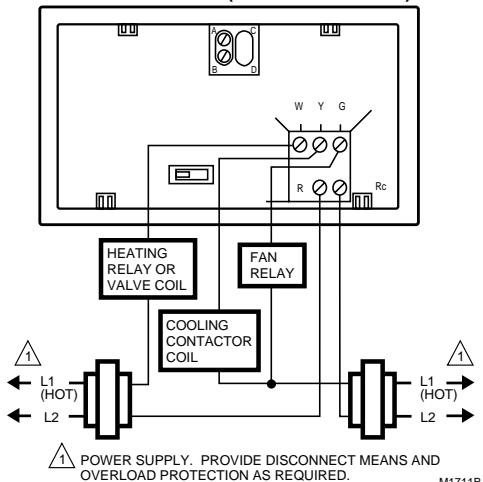 A C
B D
W Y G
R Rc
HEATING
RELAY OR
VALVE COIL
FAN
RELAY
COOLING
CONTACTOR
COIL
1
L1
(HOT)
L2
1
L1
(HOT)
L2
1 POWER SUPPLY. PROVIDE DISCONNECT MEANS AND
OVERLOAD PROTECTION AS REQUIRED.
M1711B